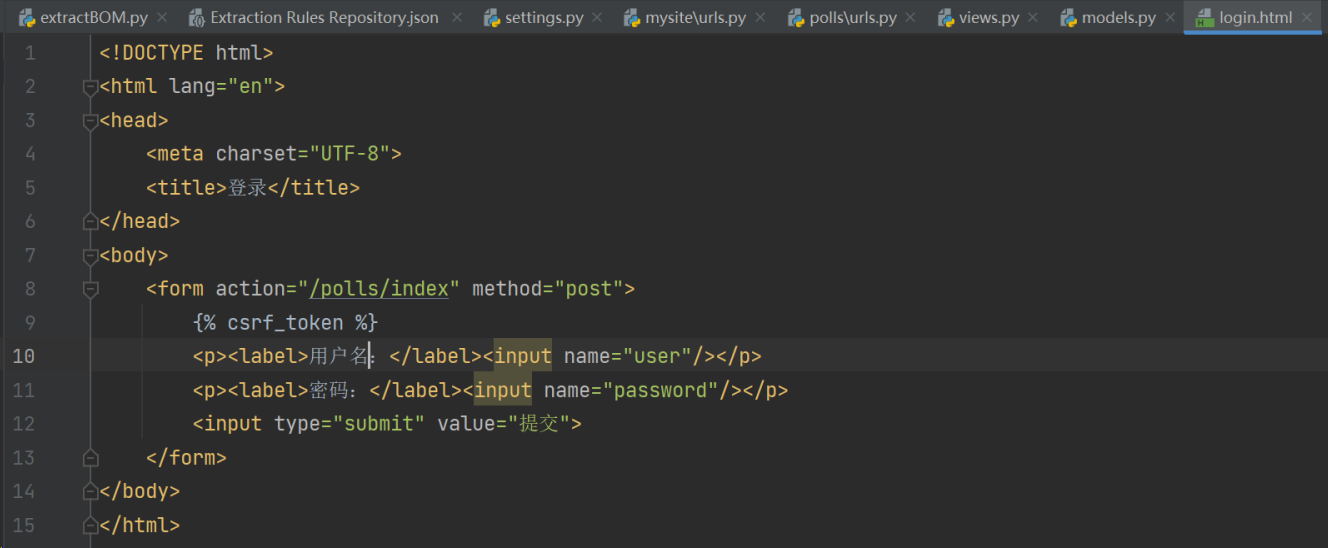 extractBOM.py Extraction Rules Repository.json settings.py mysite\urls.py polls\urls.py views.py models.py login.html
1 <!DOCTYPE html>
2 <html lang="en">
3 <head>
4 <meta charset="UTF-8">
5 <title>登录</title>
6 </head>
7 <body>
8 <form action="/polls/index" method="post">
9 {% csrf_token %}
10 <p><label>用户名：</label><input name="user"/></p>
11 <p><label>密码：</label><input name="password"/></p>
12 <input type="submit" value="提交">
13 </form>
14 </body>
15 </html>